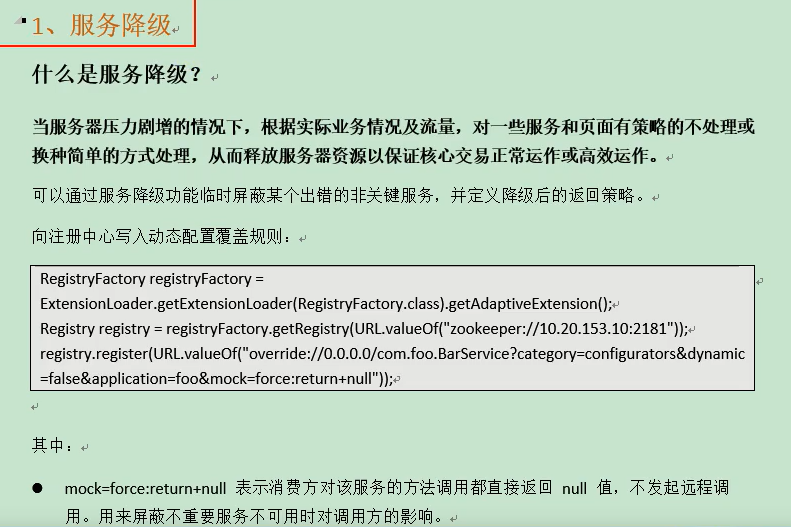 1、服务降级
什么是服务降级？
当服务器压力剧增的情况下，根据实际业务情况及流量，对一些服务和页面有策略的不处理或
换种简单的方式处理，从而释放服务器资源以保证核心交易正常运作或高效运作。
可以通过服务降级功能临时屏蔽某个出错的非关键服务，并定义降级后的返回策略。
向注册中心写入动态配置覆盖规则：
RegistryFactory registryFactory =
ExtensionLoader.getExtensionLoader(RegistryFactory.class).getAdaptiveExtension();
Registry registry = registryFactory.getRegistry(URL.valueOf("zookeeper://10.20.153.10:2181"));
registry.register(URL.valueOf("override://0.0.0.0/com.foo.BarService?category=configurators&dynamic
=false&application=foo&mock=force:return+null"));
其中：
● mock=force:return+null 表示消费方对该服务的方法调用都直接返回 null 值，不发起远程调
用。用来屏蔽不重要服务不可用时对调用方的影响。